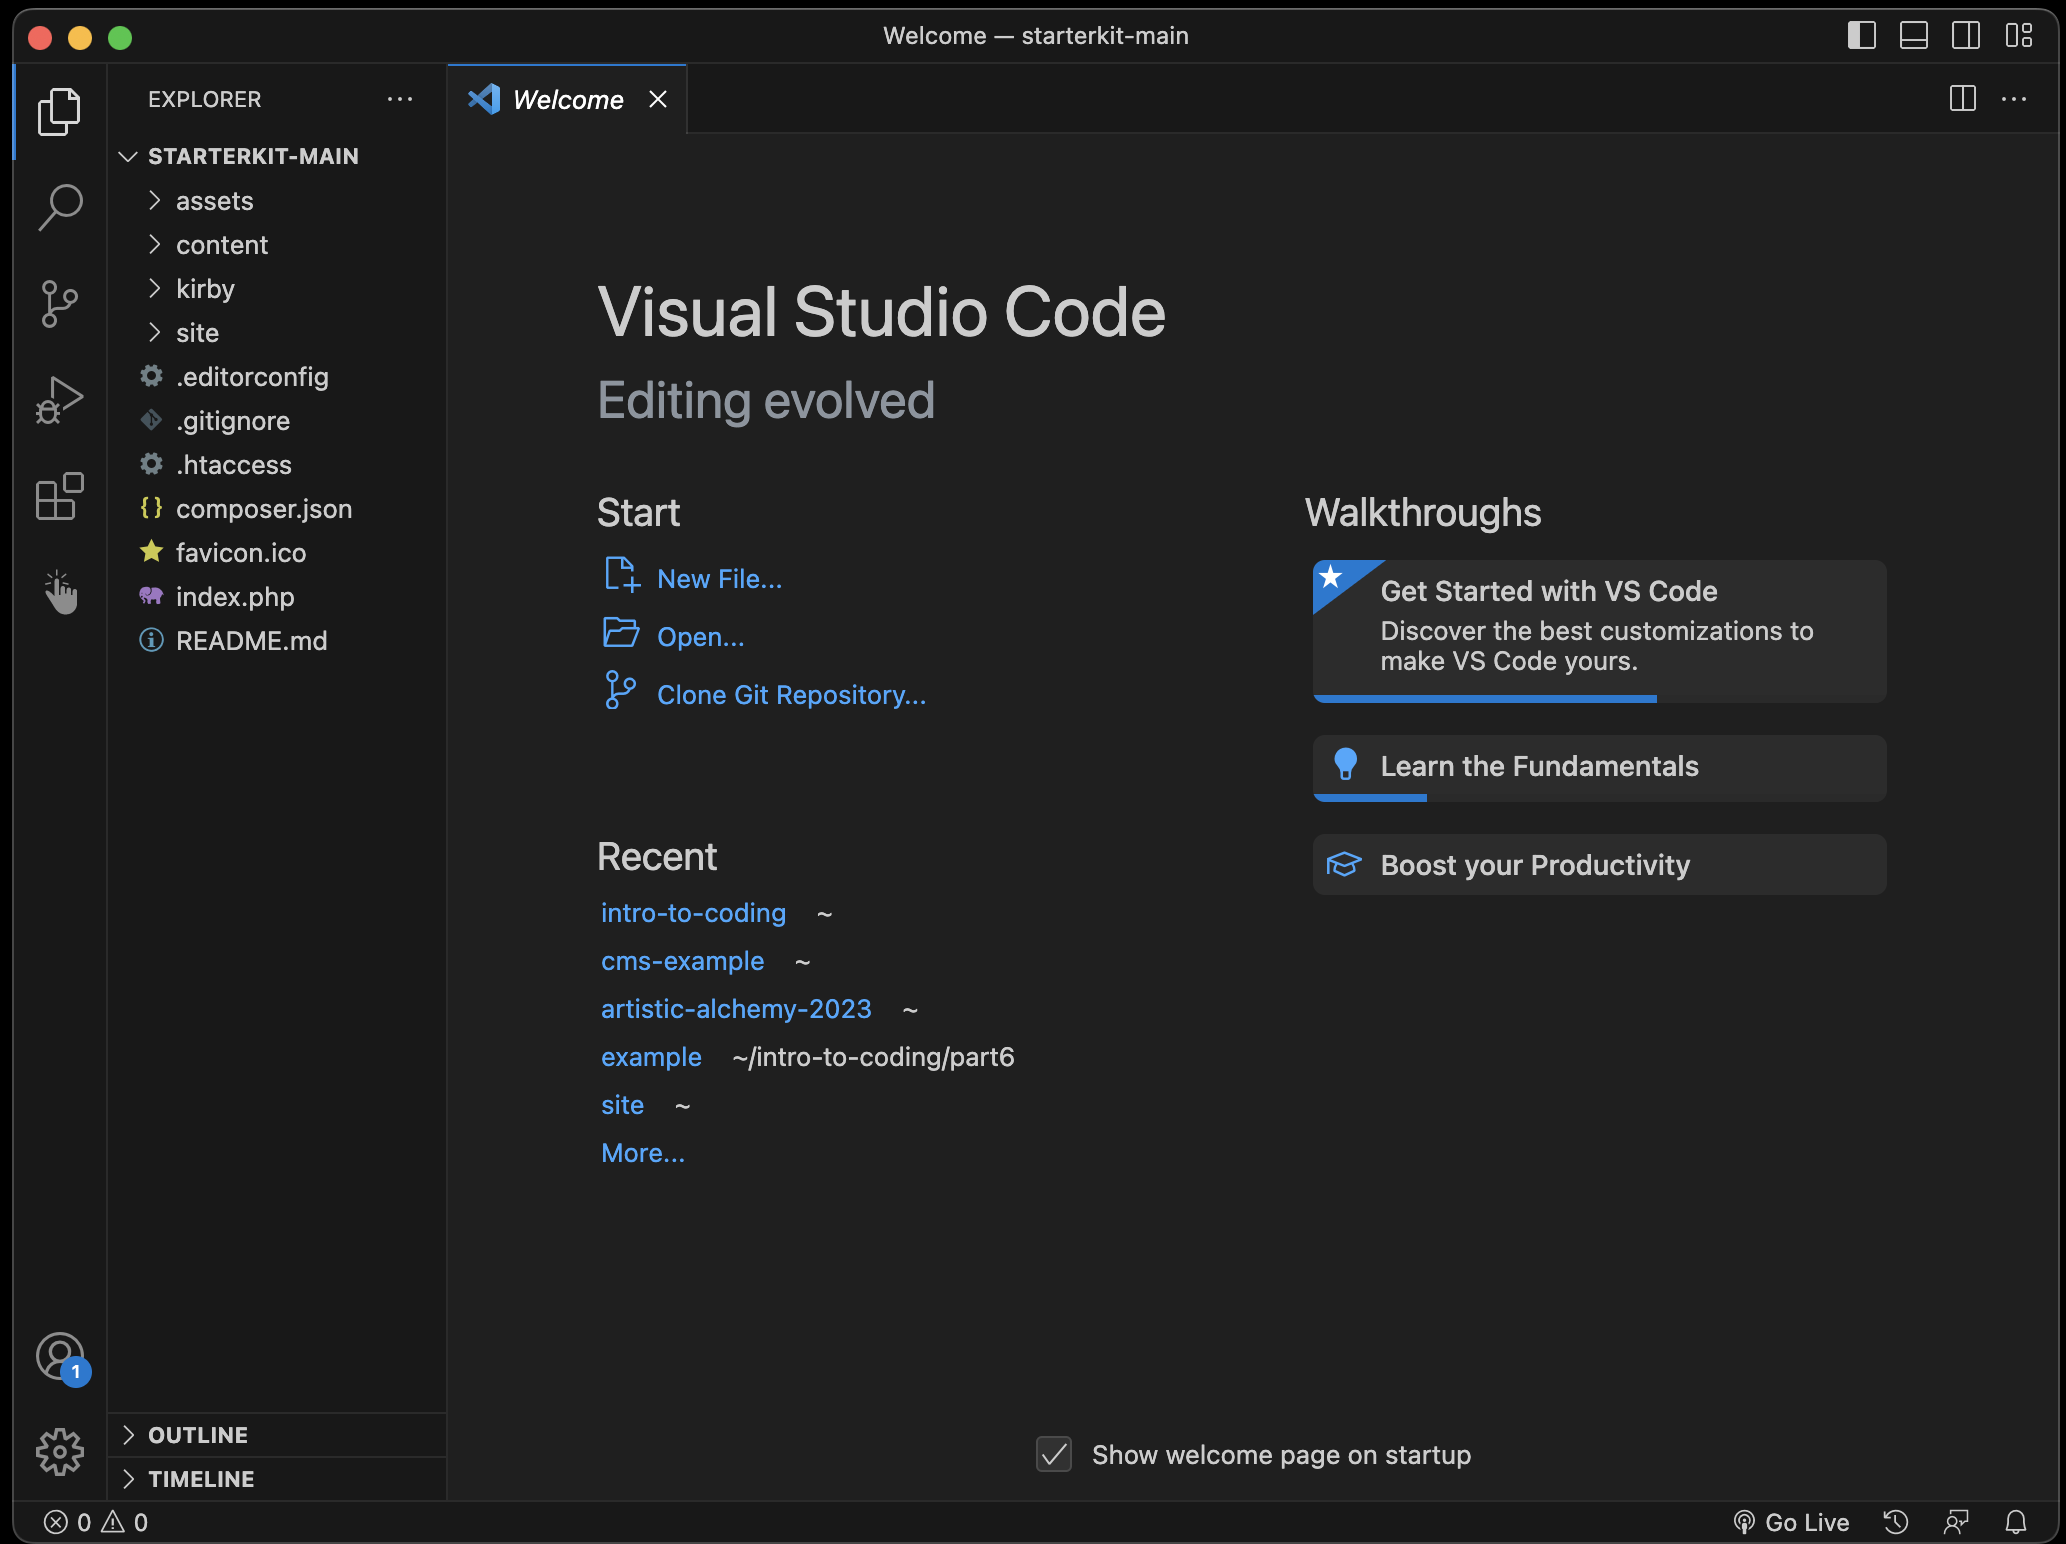 Welcome — starterkit-main
EXPLORER
Welcome
STARTERKIT-MAIN
assets
content
kirby
site
.editorconfig
.gitignore
.htaccess
composer.json
favicon.ico
index.php
README.md
OUTLINE
TIMELINE
1
Visual Studio Code
Editing evolved
Start
New File...
Open...
Clone Git Repository...
Recent
intro-to-coding ~
cms-example ~
artistic-alchemy-2023 ~
example ~/intro-to-coding/part6
site ~
More...
Walkthroughs
Get Started with VS Code
Discover the best customizations to
make VS Code yours.
Learn the Fundamentals
Boost your Productivity
Show welcome page on startup
0 0
Go Live